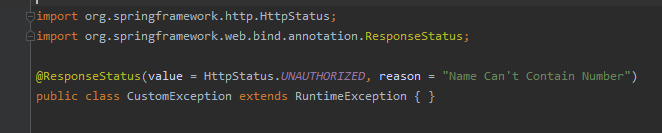 import org.springframework.http.HttpStatus;
import org.springframework.web.bind.annotation.ResponseStatus;
@ResponseStatus(value = HttpStatus.UNAUTHORIZED, reason = "Name Can't Contain Number")
public class CustomException extends RuntimeException { }